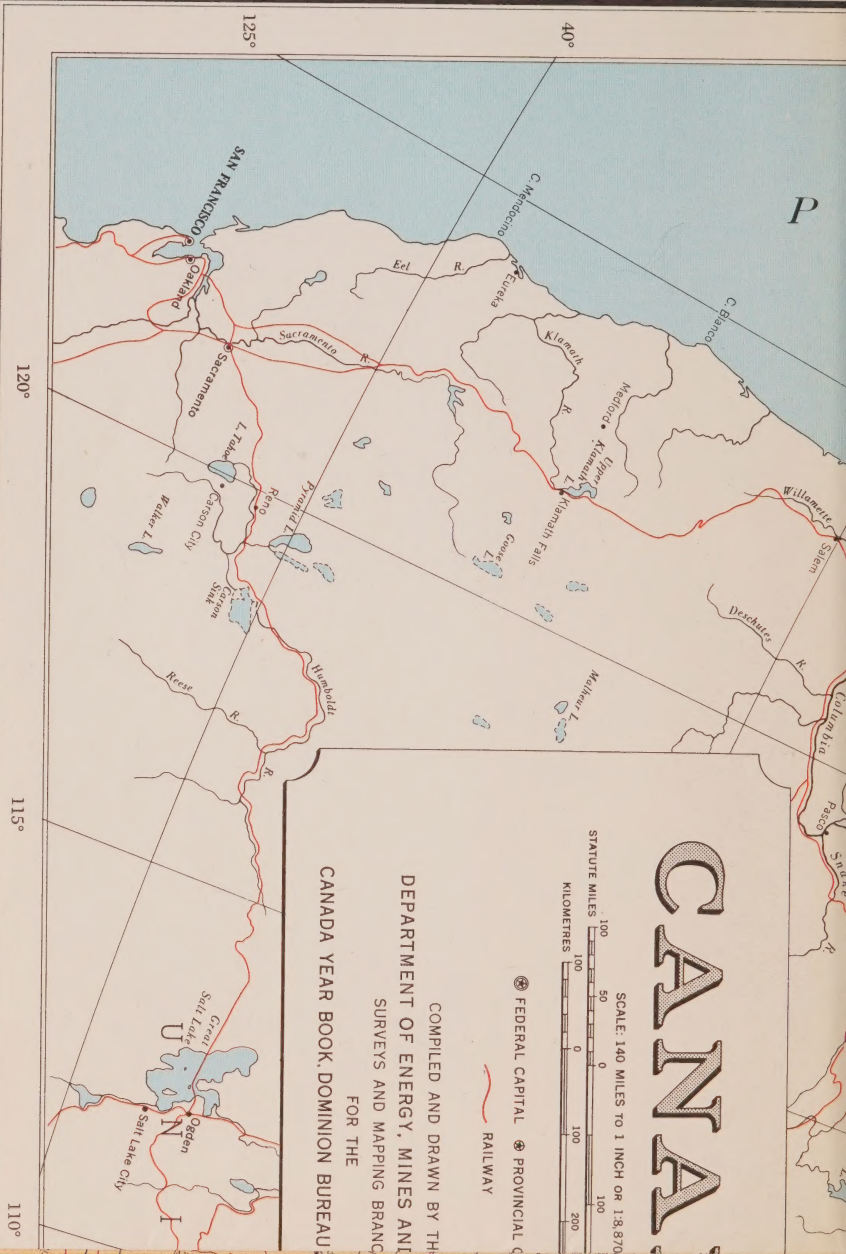 125°
40°
P
C. Mendocino
C. Blanco
SAN FRANCISCO
Oakland
Eel R.
Eureka
Sacramento R.
Klamath R.
Medford
Upper Klamath L.
Klamath Falls
Willamette
Salem
Sacramento
120°
L. Tahoe
Reno
Carson City
Pyramid L.
Walker L.
Goose L.
Carson Sink
Deschutes R.
Malheur L.
Columbia
Humboldt R.
Reese R.
Pasco
Snake R.
115°
CANA
SCALE: 140 MILES TO 1 INCH OR 1:8,870
STATUTE MILES 100 50 0 100
KILOMETRES 100 0 100 200
FEDERAL CAPITAL PROVINCIAL C
RAILWAY
COMPILED AND DRAWN BY TH
DEPARTMENT OF ENERGY, MINES AN
SURVEYS AND MAPPING BRANC
FOR THE
CANADA YEAR BOOK, DOMINION BUREAU
Great Salt Lake
Ogden
Salt Lake City
U N I
110°